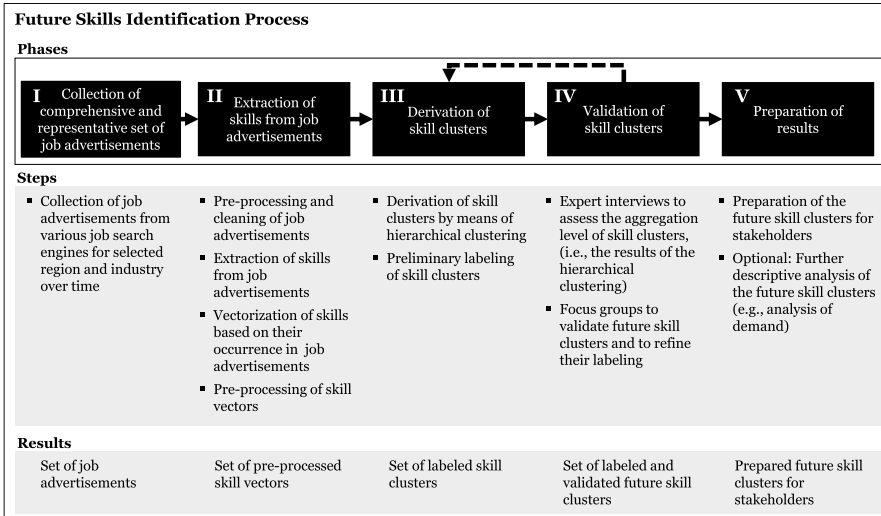 Future Skills Identification Process
Phases
I
Collection of
comprehensive and
representative set of
job advertisements
II
Extraction of
skills from job
advertisements
III
Derivation of
skill clusters
IV
Validation of
skill clusters
V
Preparation of
results
Steps
▪ Collection of job
advertisements from
various job search
engines for selected
region and industry
over time
▪ Pre-processing and
cleaning of job
advertisements
▪ Extraction of skills
from job
advertisements
▪ Vectorization of skills
based on their
occurrence in job
advertisements
▪ Pre-processing of skill
vectors
▪ Derivation of skill
clusters by means of
hierarchical clustering
▪ Preliminary labeling
of skill clusters
▪ Expert interviews to
assess the aggregation
level of skill clusters,
(i.e., the results of the
hierarchical
clustering)
▪ Focus groups to
validate future skill
clusters and to refine
their labeling
▪ Preparation of the
future skill clusters for
stakeholders
▪ Optional: Further
descriptive analysis of
the future skill clusters
(e.g., analysis of
demand)
Results
Set of job
advertisements
Set of pre-processed
skill vectors
Set of labeled skill
clusters
Set of labeled and
validated future skill
clusters
Prepared future skill
clusters for
stakeholders